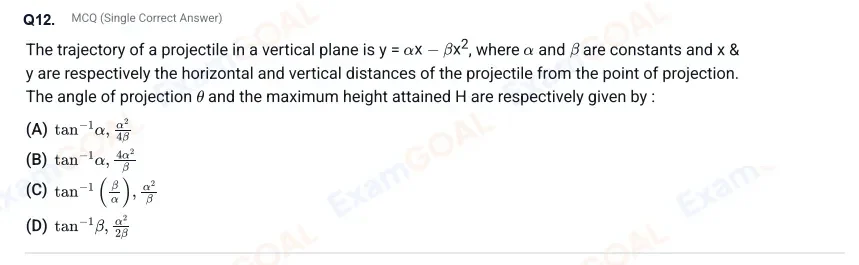 Q12. MCQ (Single Correct Answer)
The trajectory of a projectile in a vertical plane is y = αx − βx², where α and β are constants and x &
y are respectively the horizontal and vertical distances of the projectile from the point of projection.
The angle of projection θ and the maximum height attained H are respectively given by :
(A) tan⁻¹α, α²/4β
(B) tan⁻¹α, 4α²/β
(C) tan⁻¹(β/α), α²/β
(D) tan⁻¹β, α²/2β